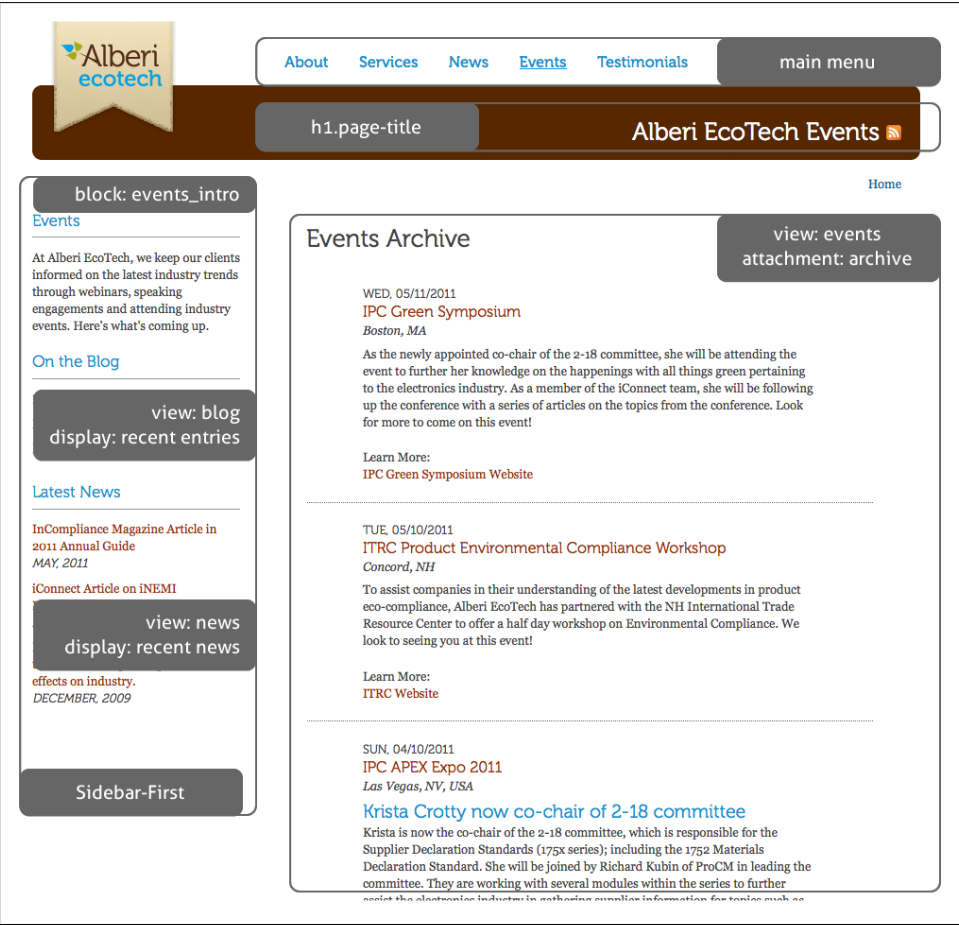 Alberi
ecotech
About Services News Events Testimonials
main menu
h1.page-title
Alberi EcoTech Events
Home
block: events_intro
Events
At Alberi EcoTech, we keep our clients
informed on the latest industry trends
through webinars, speaking
engagements and attending industry
events. Here's what's coming up.
On the Blog
view: blog
display: recent entries
Latest News
InCompliance Magazine Article in
2011 Annual Guide
MAY, 2011
iConnect Article on iNEMI
view: news
display: recent news
effects on industry.
DECEMBER, 2009
Sidebar-First
Events Archive
view: events
attachment: archive
WED, 05/11/2011
IPC Green Symposium
Boston, MA
As the newly appointed co-chair of the 2-18 committee, she will be attending the
event to further her knowledge on the happenings with all things green pertaining
to the electronics industry. As a member of the iConnect team, she will be following
up the conference with a series of articles on the topics from the conference. Look
for more to come on this event!
Learn More:
IPC Green Symposium Website
TUE, 05/10/2011
ITRC Product Environmental Compliance Workshop
Concord, NH
To assist companies in their understanding of the latest developments in product
eco-compliance, Alberi EcoTech has partnered with the NH International Trade
Resource Center to offer a half day workshop on Environmental Compliance. We
look to seeing you at this event!
Learn More:
ITRC Website
SUN, 04/10/2011
IPC APEX Expo 2011
Las Vegas, NV, USA
Krista Crotty now co-chair of 2-18 committee
Krista is now the co-chair of the 2-18 committee, which is responsible for the
Supplier Declaration Standards (175x series); including the 1752 Materials
Declaration Standard. She will be joined by Richard Kubin of ProCM in leading the
committee. They are working with several modules within the series to further
assist the electronics industry in gathering supplier information for topics such as